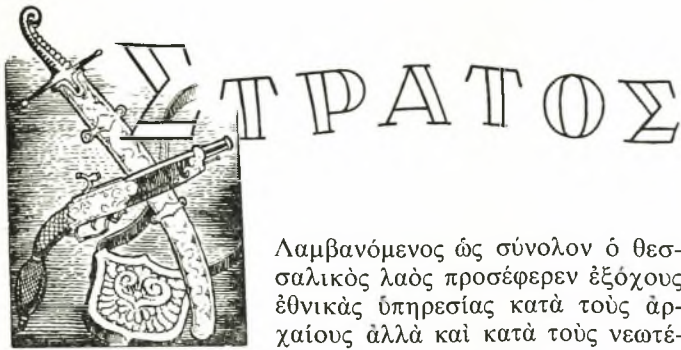 ΣΤΡΑΤΟΣ
Λαμβανόμενος ὡς σύνολον ὁ θεσ-
σαλικὸς λαὸς προσέφερεν ἐξόχους
ἐθνικὰς ὑπηρεσίας κατὰ τοὺς ἀρ-
χαίους ἀλλὰ καὶ κατὰ τοὺς νεωτέ-